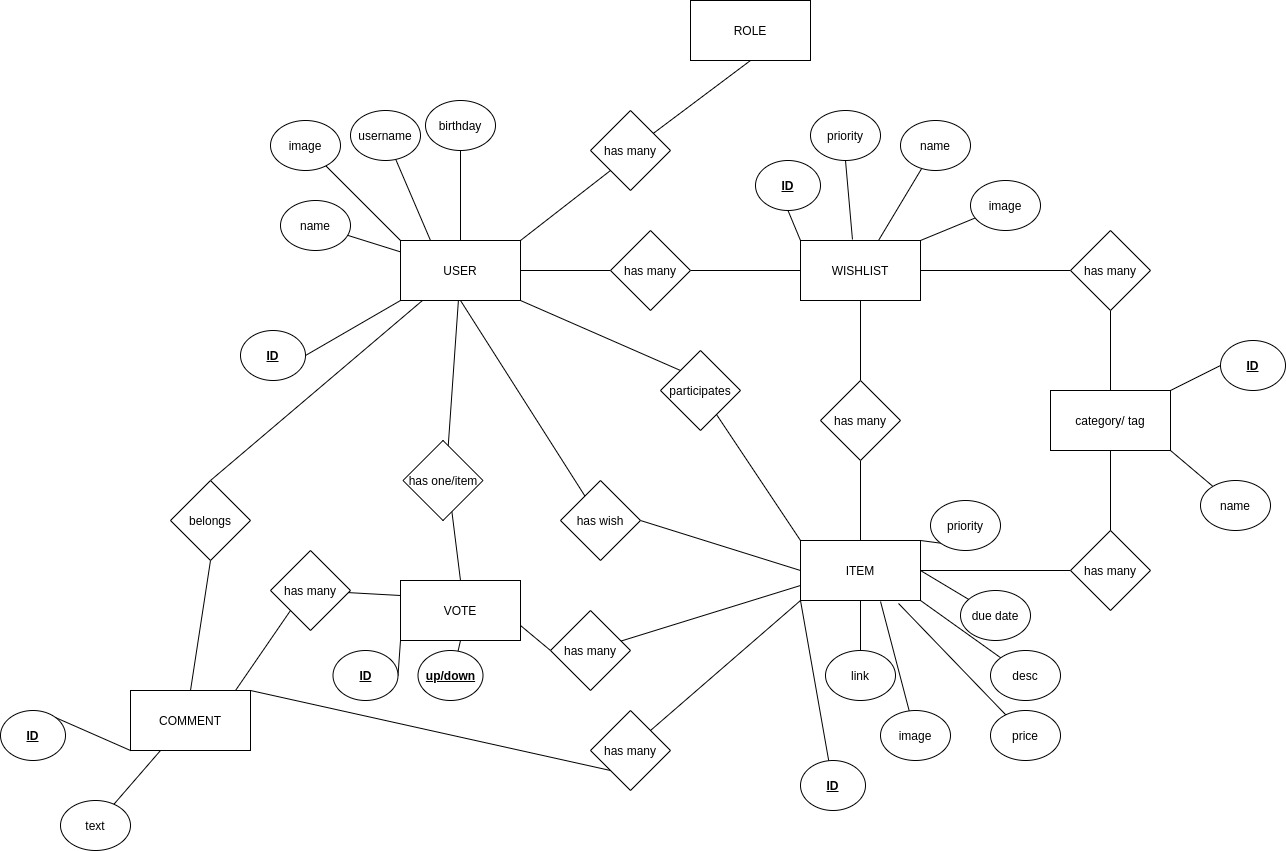 ROLE
birthday
username
image
has many
priority
name
ID
image
name
USER
has many
WISHLIST
has many
ID
ID
participates
has many
category/ tag
has one/item
name
belongs
has wish
priority
ITEM
has many
has many
VOTE
due date
has many
ID
up/down
link
desc
COMMENT
ID
image
price
has many
ID
text